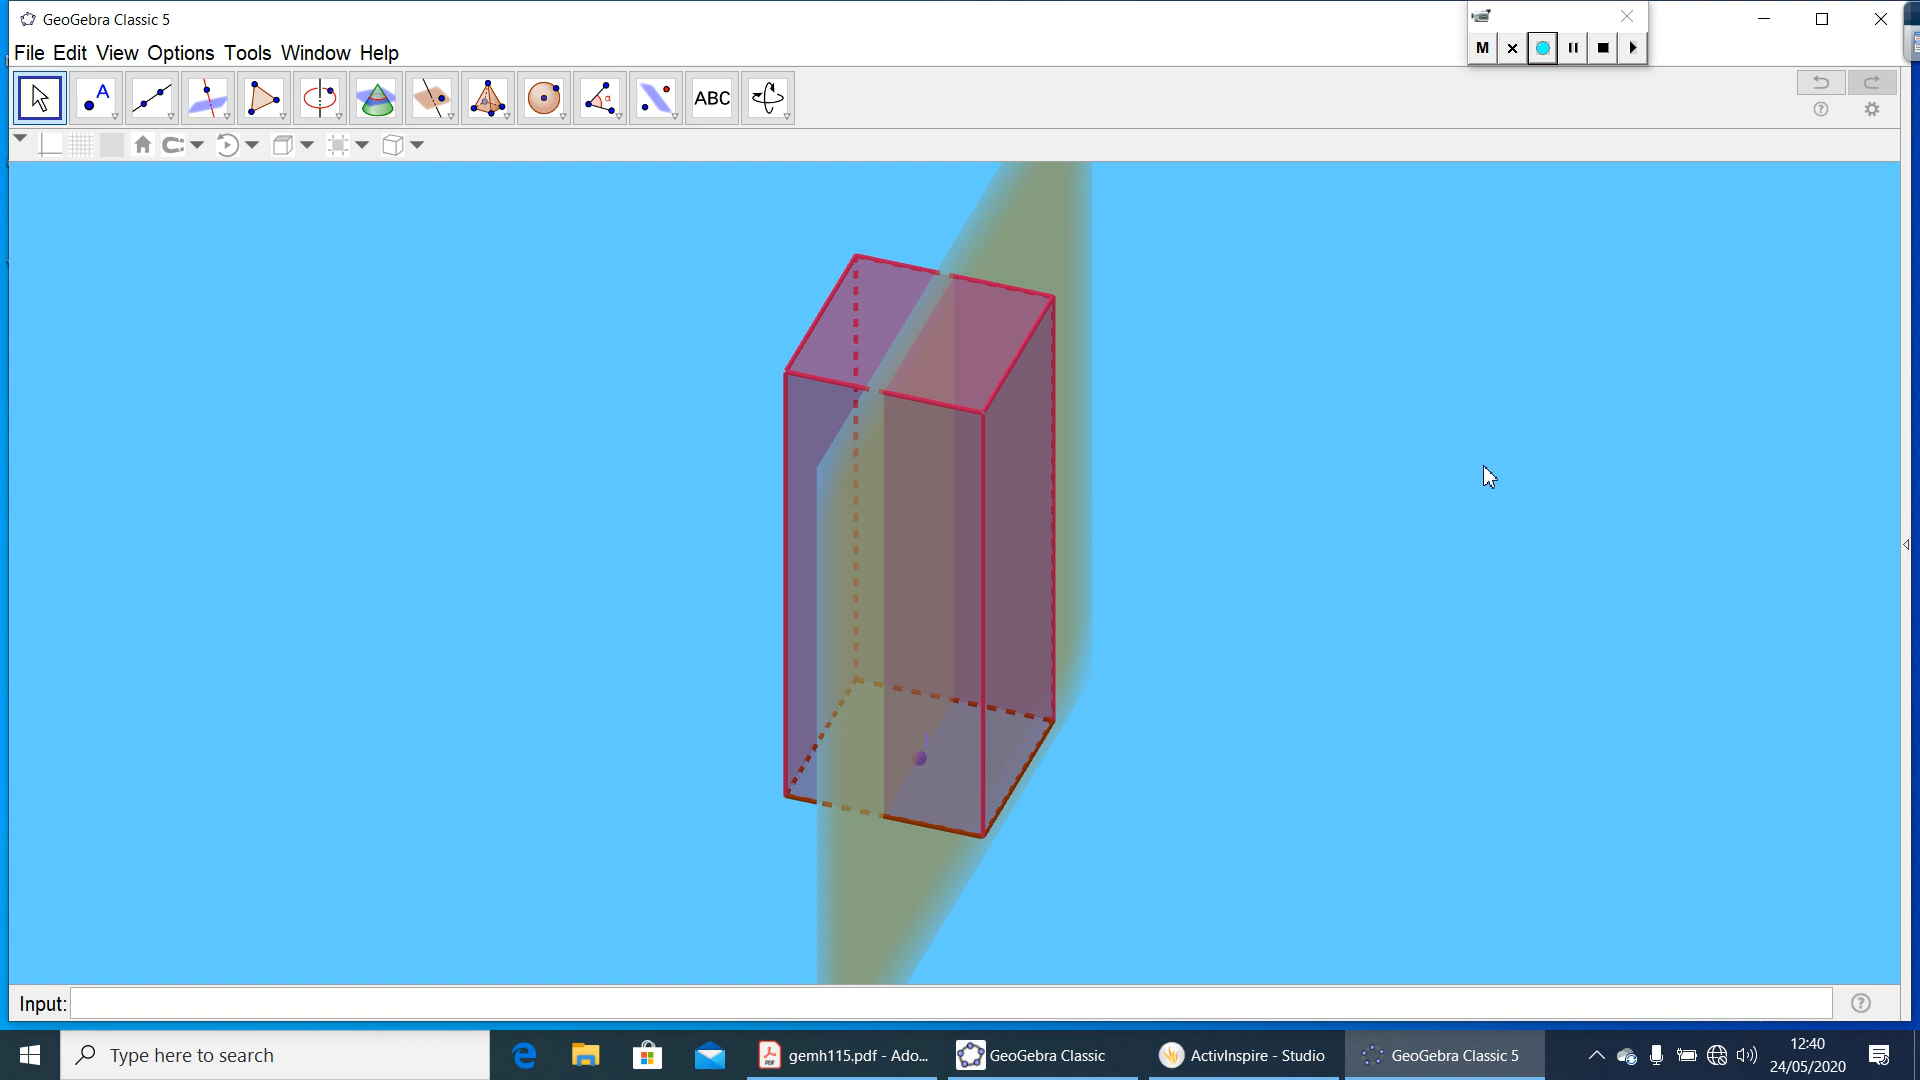 GeoGebra Classic 5
M
File Edit View Options Tools Window Help
A
α
ABC
Input:
Type here to search
gemh115.pdf - Ado...
GeoGebra Classic
ActivInspire - Studio
GeoGebra Classic 5
12:40
24/05/2020